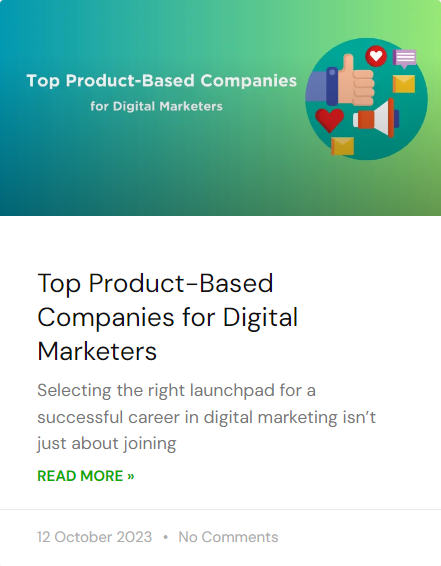 Top Product-Based Companies
for Digital Marketers
Top Product-Based
Companies for Digital
Marketers
Selecting the right launchpad for a
successful career in digital marketing isn’t
just about joining
READ MORE »
12 October 2023 • No Comments